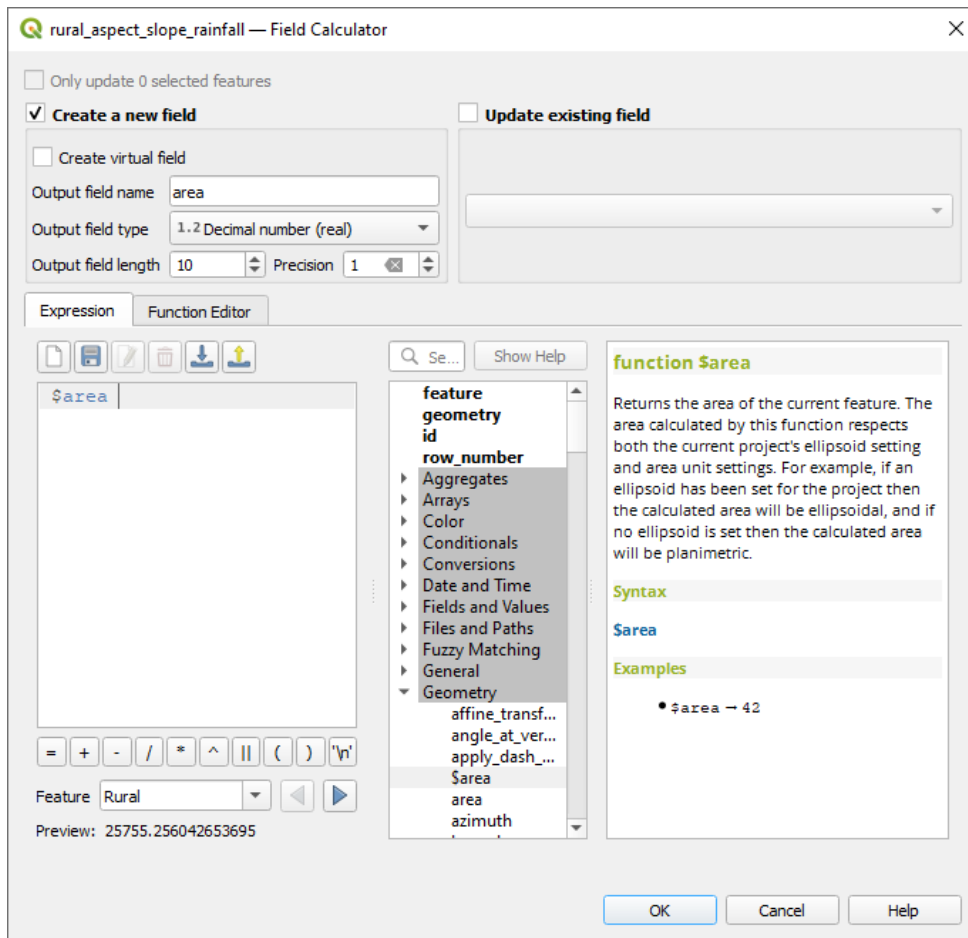 rural_aspect_slope_rainfall — Field Calculator
Only update 0 selected features
Create a new field
Update existing field
Create virtual field
Output field name area
Output field type 1.2 Decimal number (real)
Output field length 10 Precision 1
Expression
Function Editor
$area
Se...
Show Help
feature
geometry
id
row_number
Aggregates
Arrays
Color
Conditionals
Conversions
Date and Time
Fields and Values
Files and Paths
Fuzzy Matching
General
Geometry
affine_transf...
angle_at_ver...
apply_dash_...
$area
area
azimuth
function $area
Returns the area of the current feature. The
area calculated by this function respects
both the current project's ellipsoid setting
and area unit settings. For example, if an
ellipsoid has been set for the project then
the calculated area will be ellipsoidal, and if
no ellipsoid is set then the calculated area
will be planimetric.
Syntax
$area
Examples
• $area → 42
= + - / * ^ || ( ) '\n'
Feature Rural
Preview: 25755.256042653695
OK
Cancel
Help